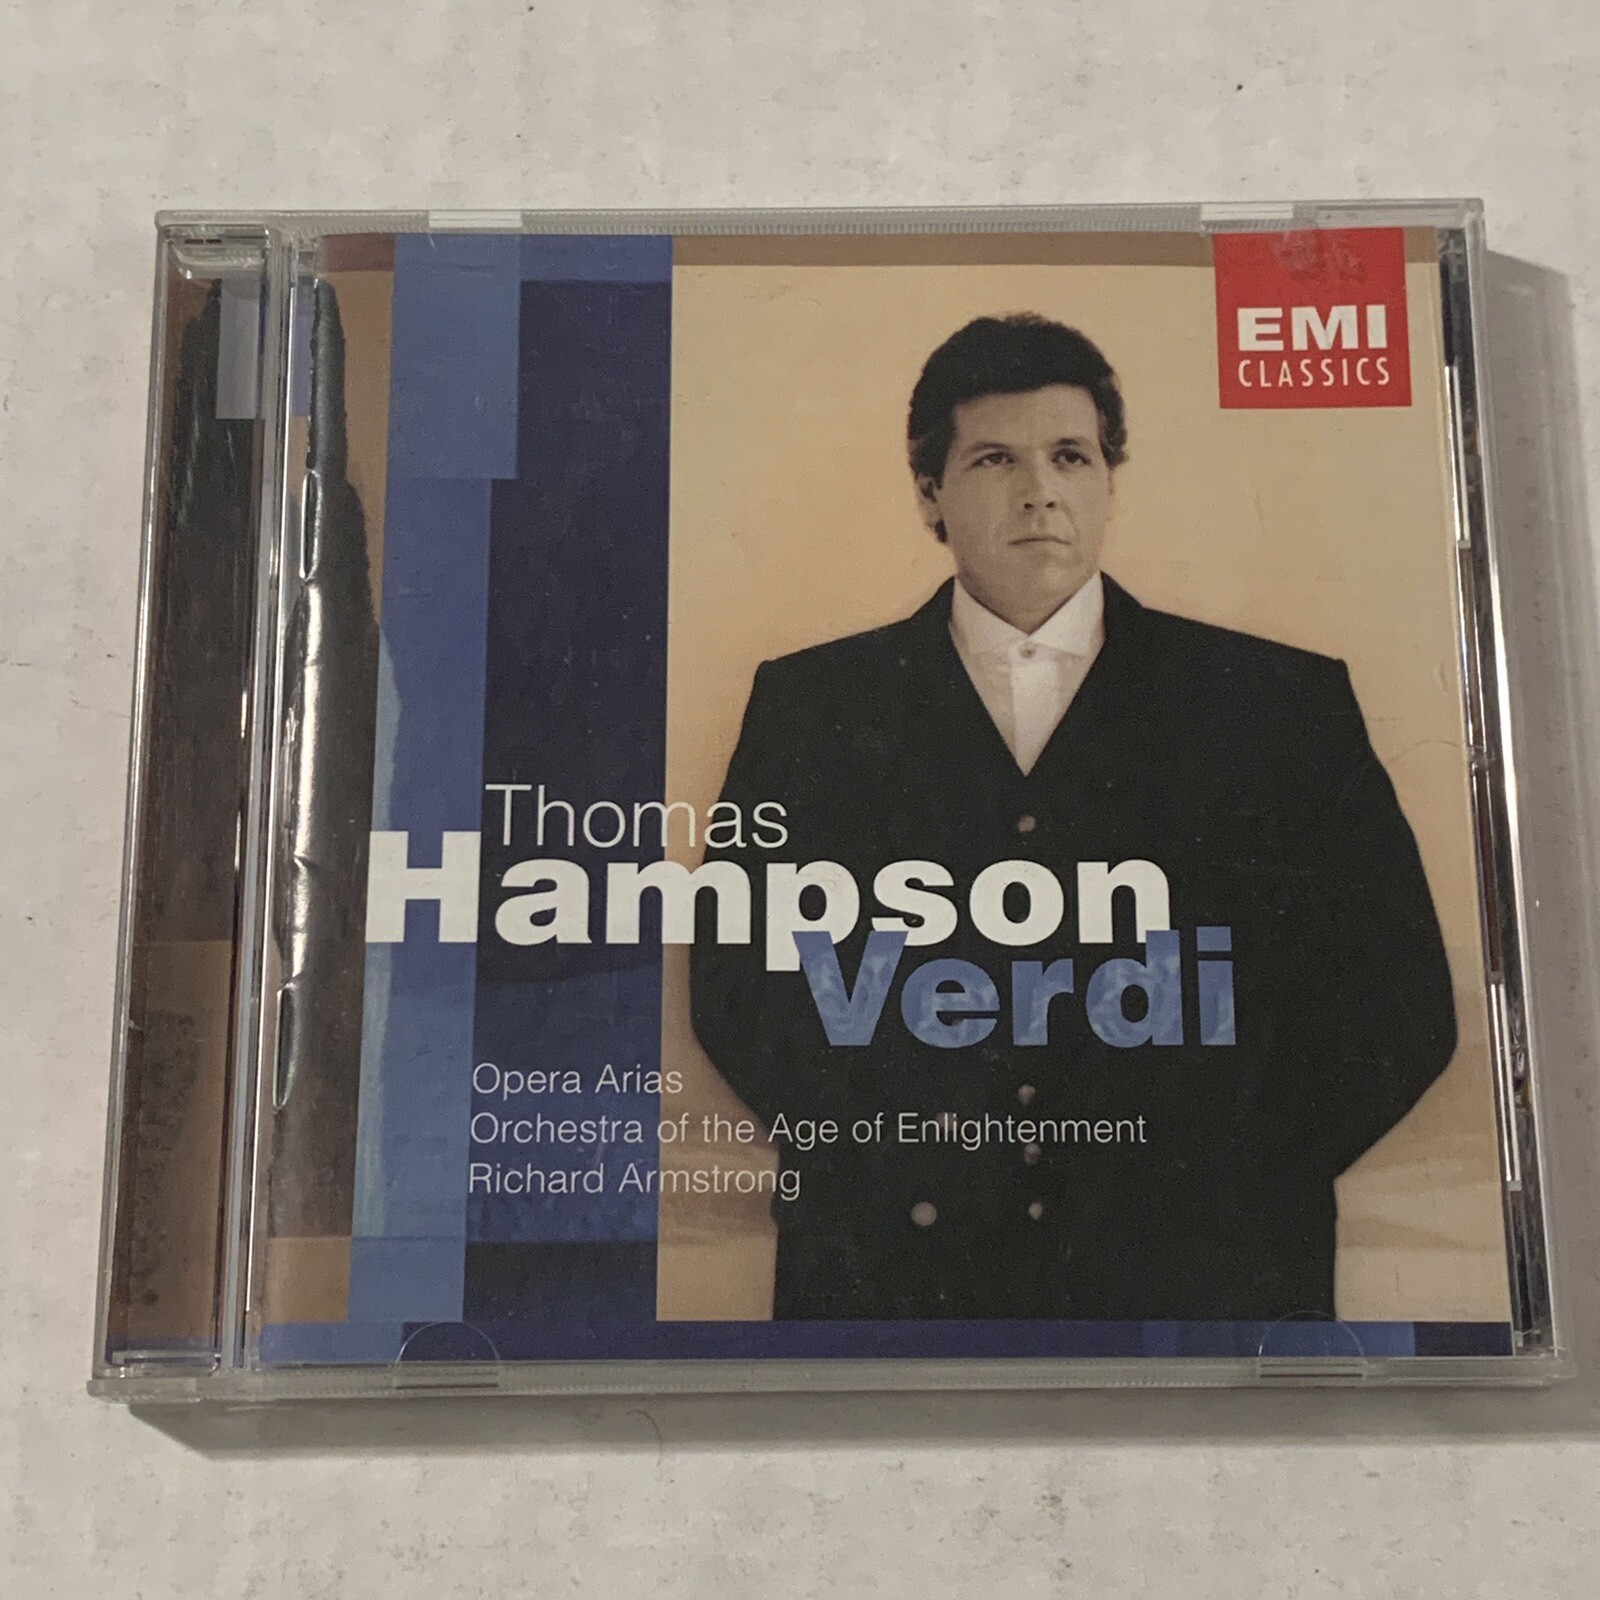 EMI
CLASSICS
Thomas
Hampson
Verdi
Opera Arias
Orchestra of the Age of Enlightenment
Richard Armstrong